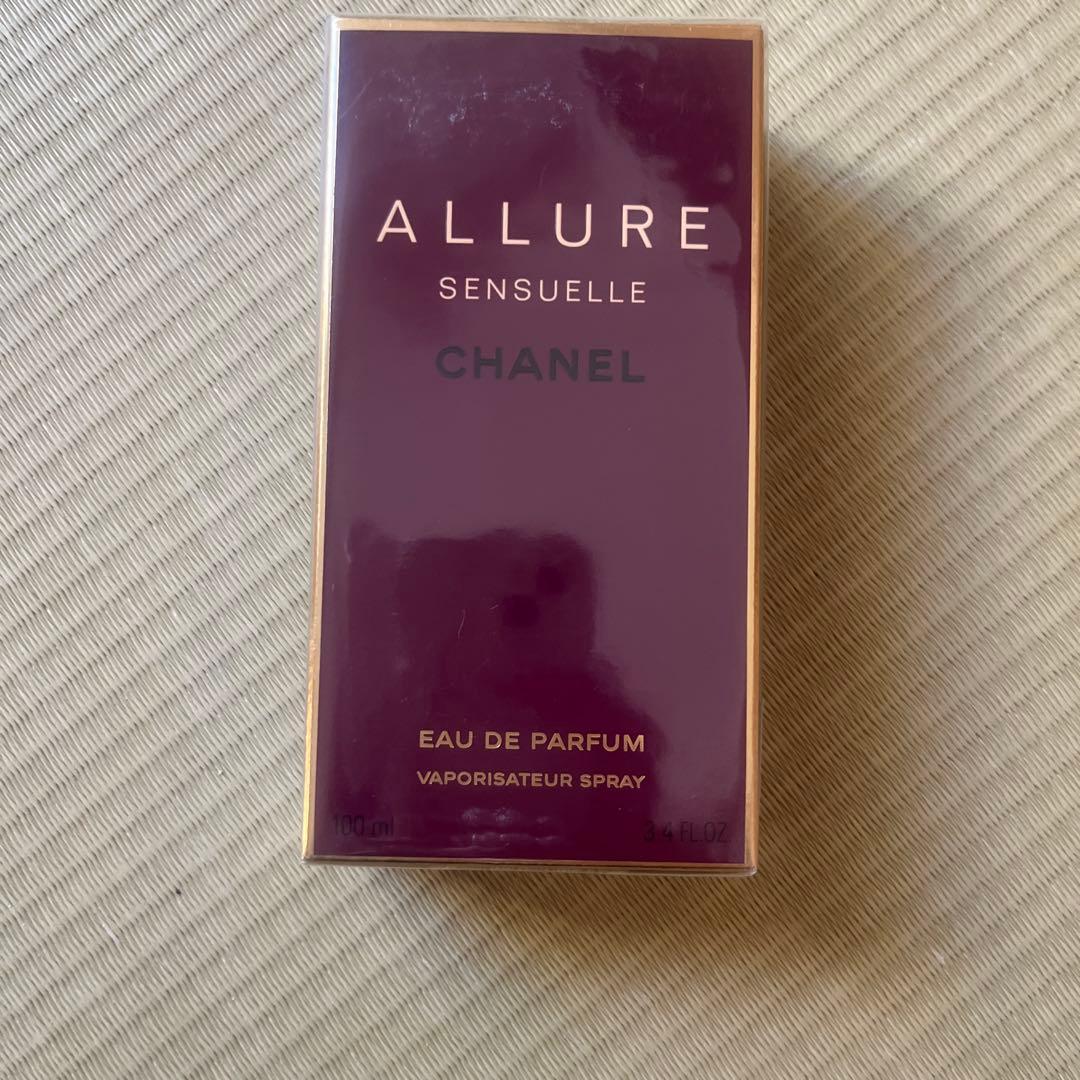 ALLURE
SENSUELLE
CHANEL
EAU DE PARFUM
VAPORISATEUR SPRAY
100 ml 3.4 FL.OZ.